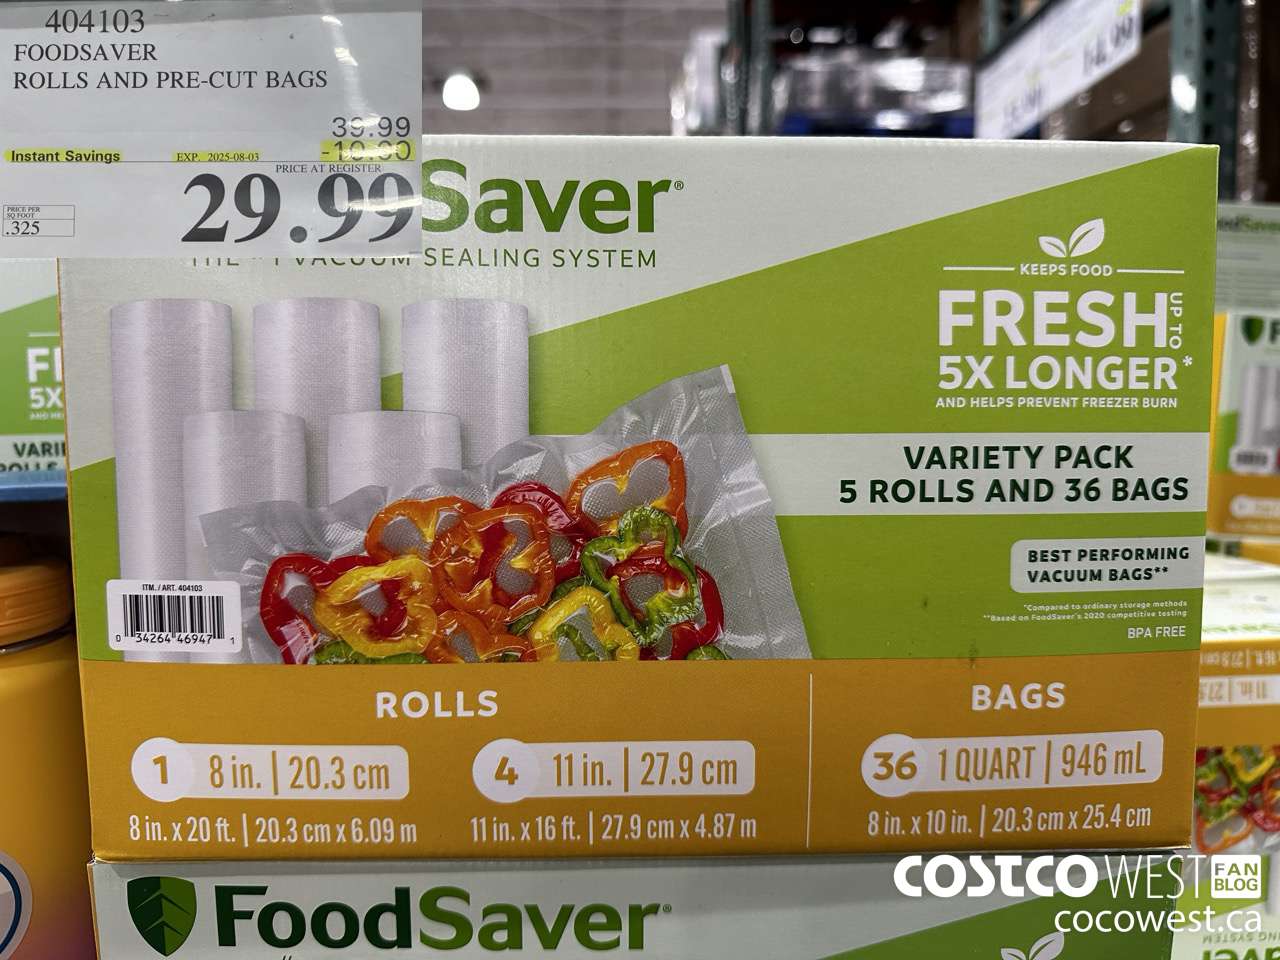 404103
FOODSAVER
ROLLS AND PRE-CUT BAGS
39.99
Instant Savings EXP. 2025-08-03 -10.00
PRICE AT REGISTER
29.99
PRICE PER
SQ FOOT
.325
Saver®
VACUUM SEALING SYSTEM
KEEPS FOOD
FRESH UP TO
5X LONGER*
AND HELPS PREVENT FREEZER BURN
VARIETY PACK
5 ROLLS AND 36 BAGS
BEST PERFORMING
VACUUM BAGS**
*Compared to ordinary storage methods
**Based on FoodSaver's 2020 competitive testing
BPA FREE
ITM. / ART. 404103
0 34264 46947 1
ROLLS
1 8 in. | 20.3 cm
8 in. x 20 ft. | 20.3 cm x 6.09 m
4 11 in. | 27.9 cm
11 in. x 16 ft. | 27.9 cm x 4.87 m
BAGS
36 1 QUART | 946 mL
8 in. x 10 in. | 20.3 cm x 25.4 cm
FoodSaver®
COSTCO WEST FAN BLOG
cocowest.ca